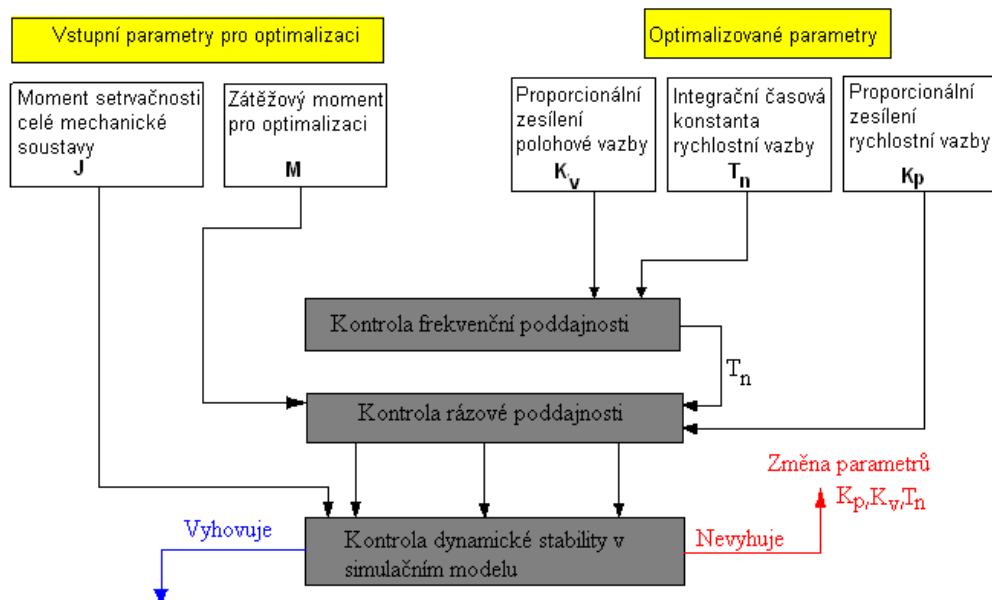 Vstupní parametry pro optimalizaci
Optimalizované parametry
Moment setrvačnosti
celé mechanické
soustavy
J
Zátěžový moment
pro optimalizaci
M
Proporcionální
zesílení
polohové vazby
Kv
Integrační časová
konstanta
rychlostní vazby
Tn
Proporcionální
zesílení
rychlostní vazby
Kp
Kontrola frekvenční poddajnosti
Tn
Kontrola rázové poddajnosti
Změna parametrů
Kp,Kv,Tn
Vyhovuje
Kontrola dynamické stability v
simulačním modelu
Nevyhuje